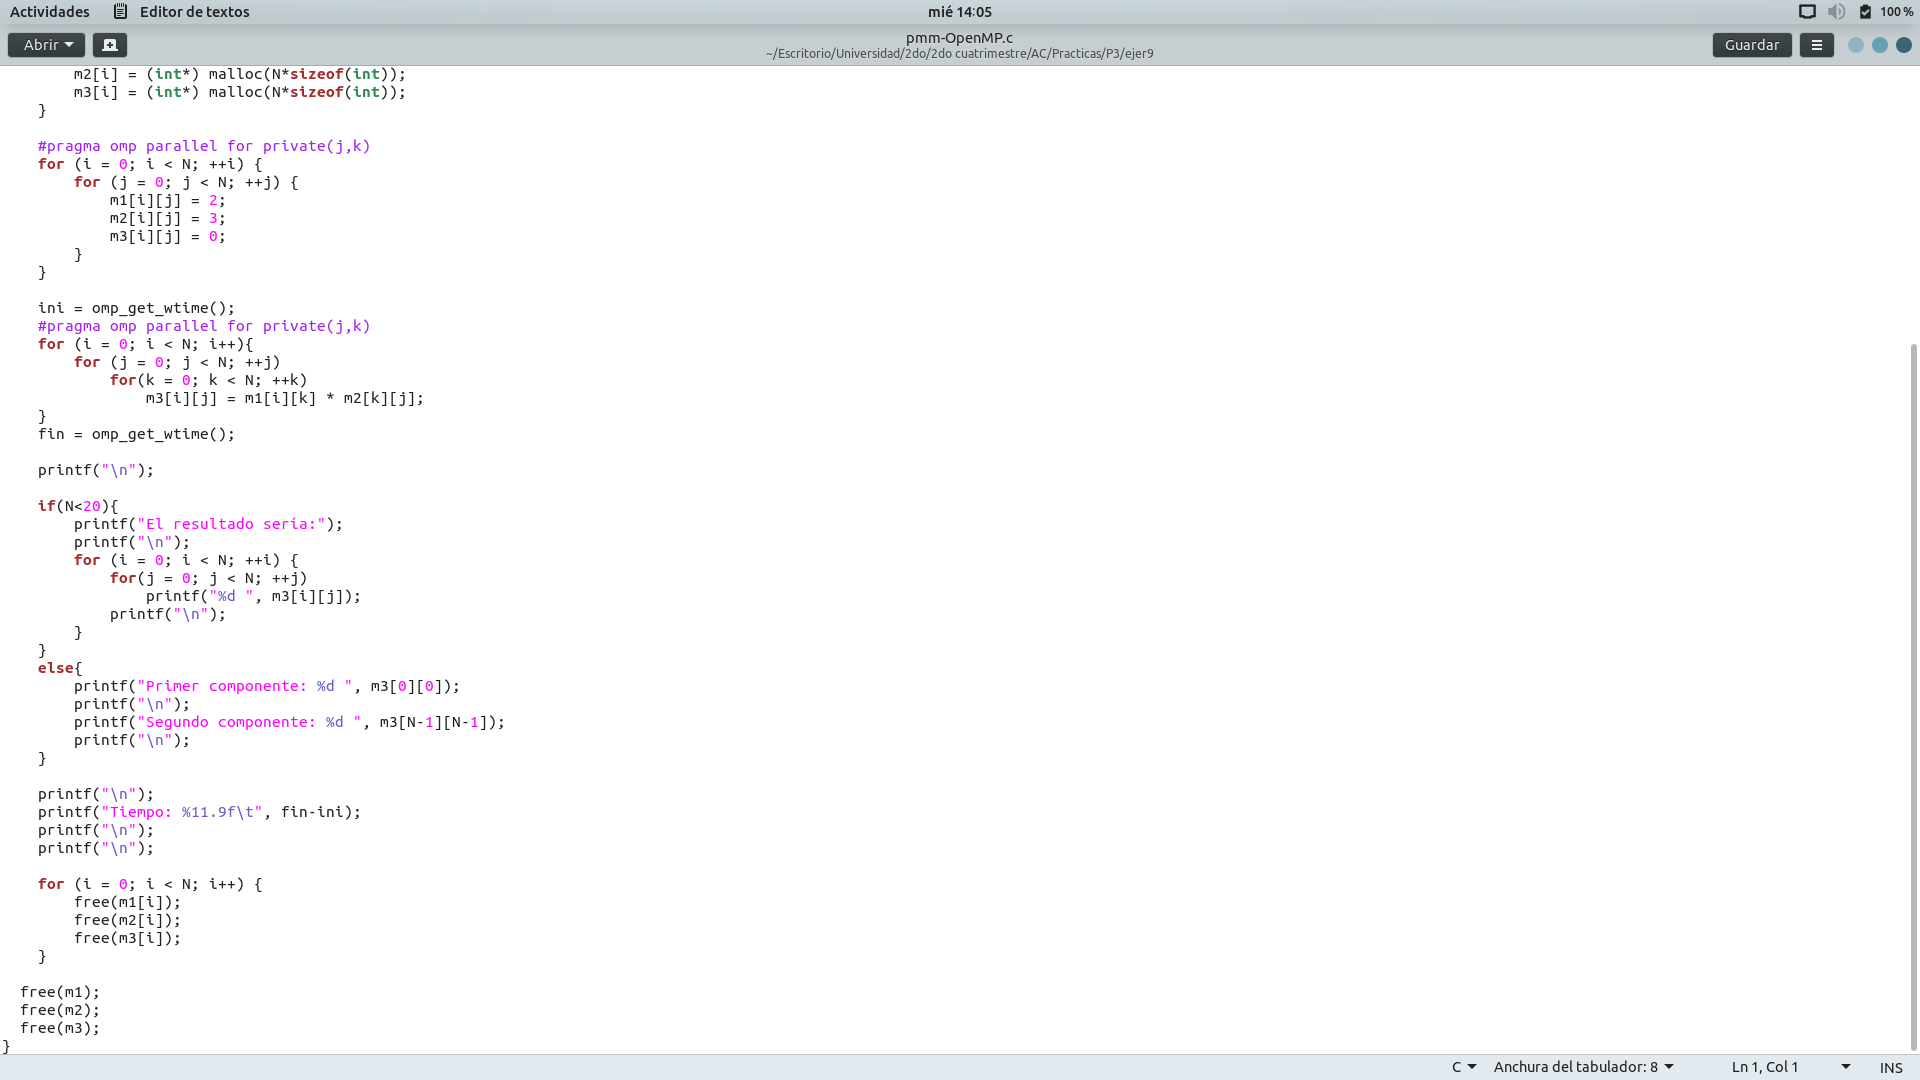 Actividades Editor de textos mié 14:05 100 %
Abrir pmm-OpenMP.c Guardar
~/Escritorio/Universidad/2do/2do cuatrimestre/AC/Practicas/P3/ejer9
        m2[i] = (int*) malloc(N*sizeof(int));
        m3[i] = (int*) malloc(N*sizeof(int));
    }

    #pragma omp parallel for private(j,k)
    for (i = 0; i < N; ++i) {
        for (j = 0; j < N; ++j) {
            m1[i][j] = 2;
            m2[i][j] = 3;
            m3[i][j] = 0;
        }
    }

    ini = omp_get_wtime();
    #pragma omp parallel for private(j,k)
    for (i = 0; i < N; i++){
        for (j = 0; j < N; ++j)
            for(k = 0; k < N; ++k)
                m3[i][j] = m1[i][k] * m2[k][j];
    }
    fin = omp_get_wtime();

    printf("\n");

    if(N<20){
        printf("El resultado sería:");
        printf("\n");
        for (i = 0; i < N; ++i) {
            for(j = 0; j < N; ++j)
                printf("%d ", m3[i][j]);
            printf("\n");
        }
    }
    else{
        printf("Primer componente: %d ", m3[0][0]);
        printf("\n");
        printf("Segundo componente: %d ", m3[N-1][N-1]);
        printf("\n");
    }

    printf("\n");
    printf("Tiempo: %11.9f\t", fin-ini);
    printf("\n");
    printf("\n");

    for (i = 0; i < N; i++) {
        free(m1[i]);
        free(m2[i]);
        free(m3[i]);
    }

  free(m1);
  free(m2);
  free(m3);
}
C Anchura del tabulador: 8 Ln 1, Col 1 INS